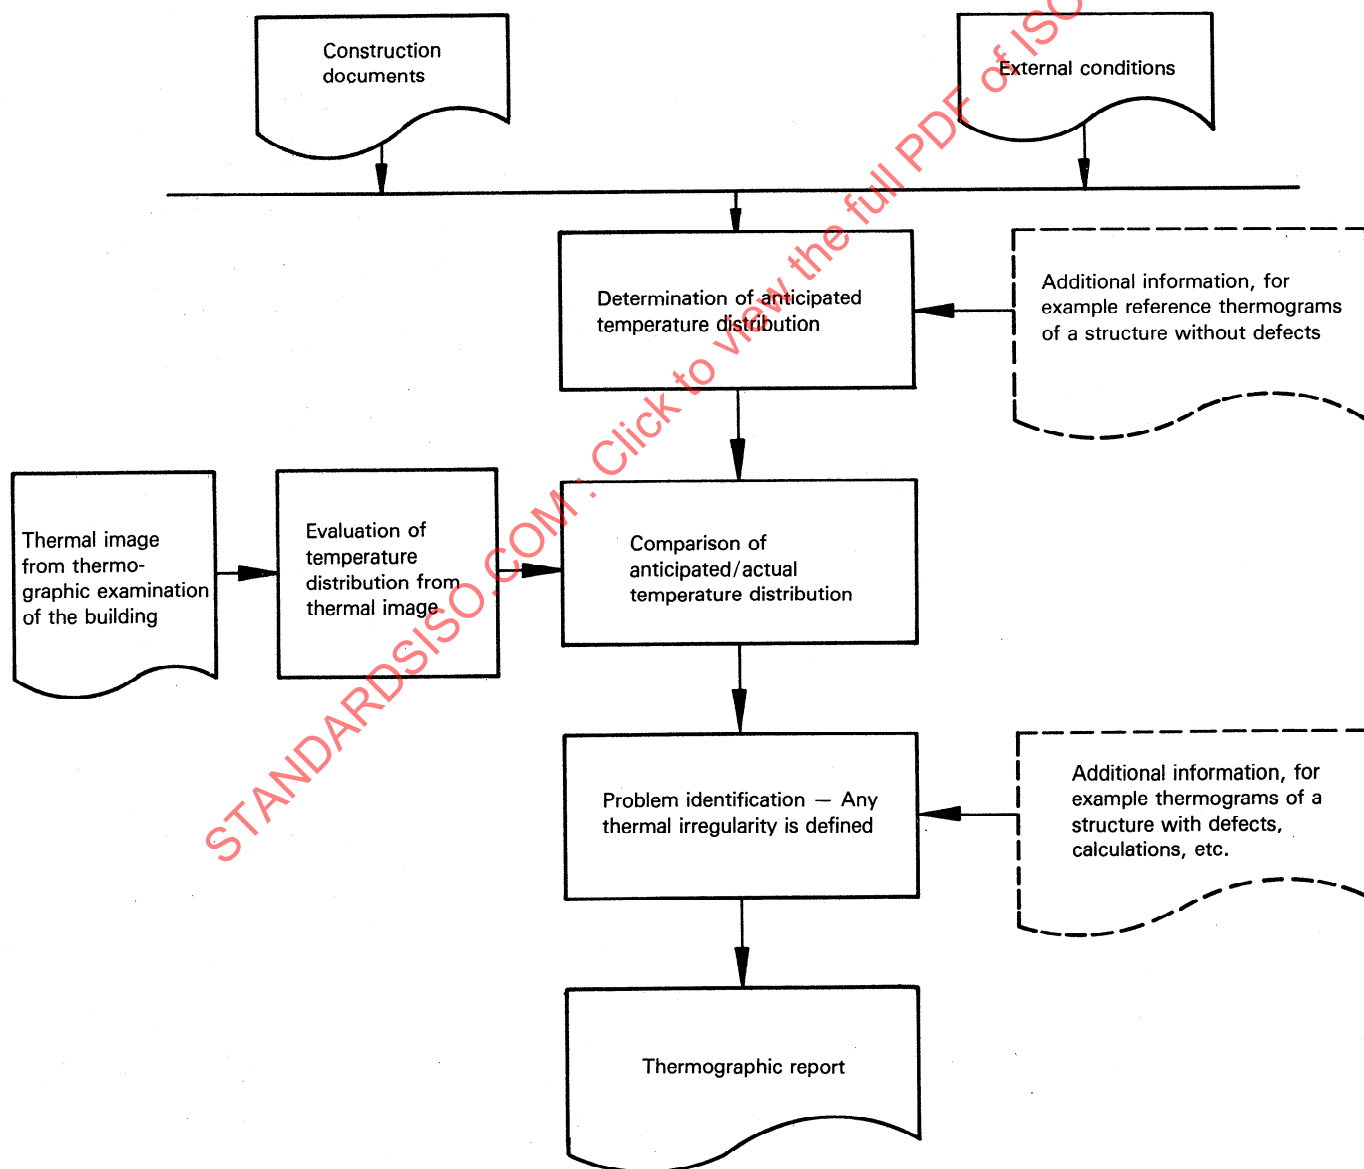 Construction
documents
External conditions
Determination of anticipated
temperature distribution
Additional information, for
example reference thermograms
of a structure without defects
Thermal image
from thermo-
graphic examination
of the building
Evaluation of
temperature
distribution from
thermal image
Comparison of
anticipated/actual
temperature distribution
Problem identification — Any
thermal irregularity is defined
Additional information, for
example thermograms of a
structure with defects,
calculations, etc.
Thermographic report
STANDARDSISO.COM : Click to view the full PDF of ISO